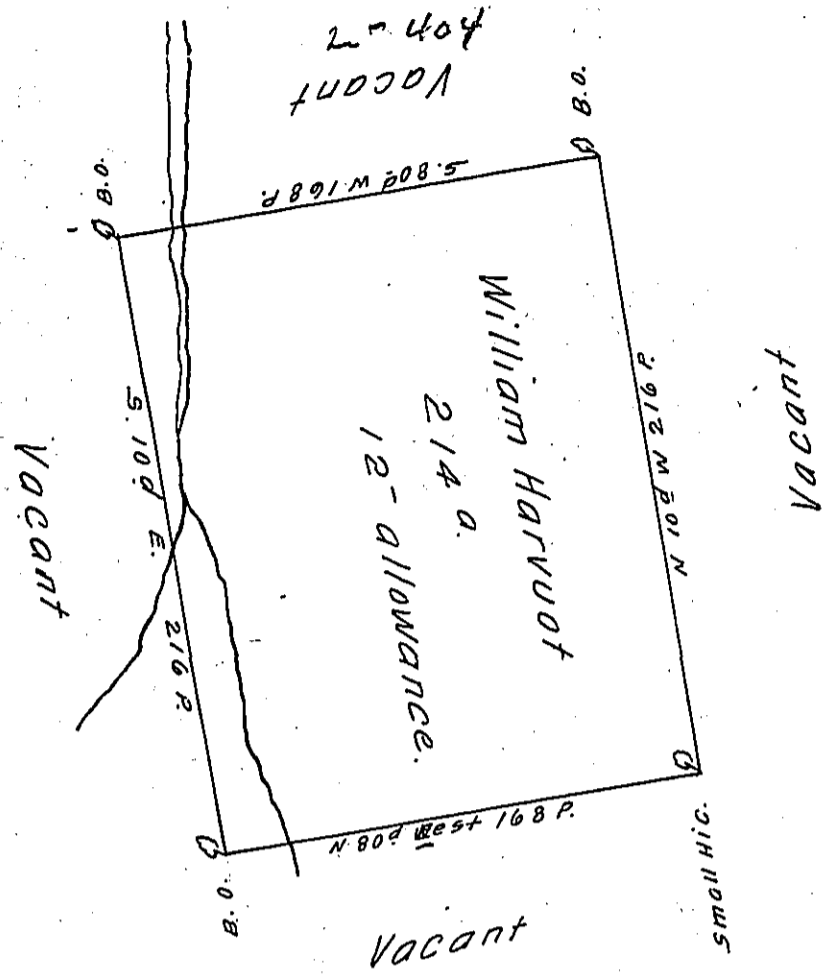 2 - 404
Vacant
B.O.
B.O.
S. 80d W. 168 P.
William Harvuot
214 a.
12- allowance.
N 10d W 216 P.
Vacant
S. 10d E. 216 P.
Vacant
N. 80d West 168 P.
Small Hic.
B.O.
Vacant